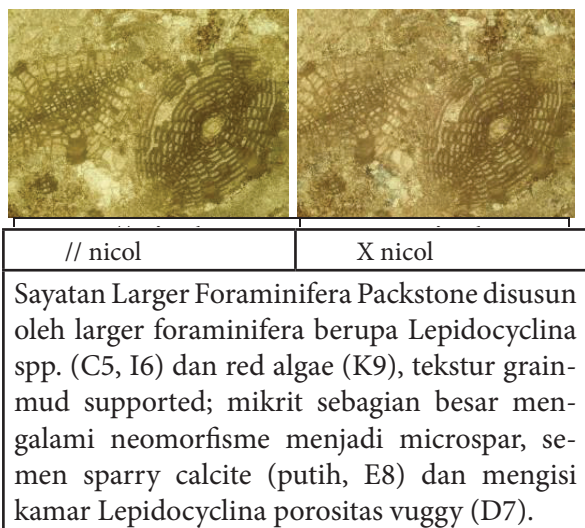 // nicol X nicol
Sayatan Larger Foraminifera Packstone disusun
oleh larger foraminifera berupa Lepidocyclina
spp. (C5, I6) dan red algae (K9), tekstur grain-
mud supported; mikrit sebagian besar men-
galami neomorfisme menjadi microspar, se-
men sparry calcite (putih, E8) dan mengisi
kamar Lepidocyclina porositas vuggy (D7).